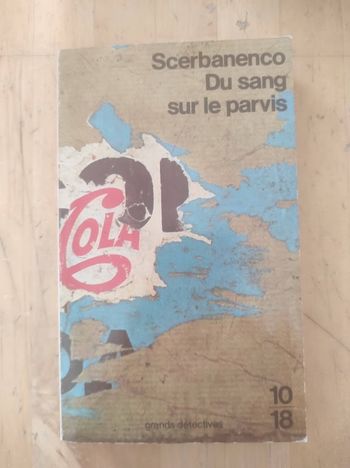 Scerbanenco
Du sang
sur le parvis
COLA
grands détectives
10
18